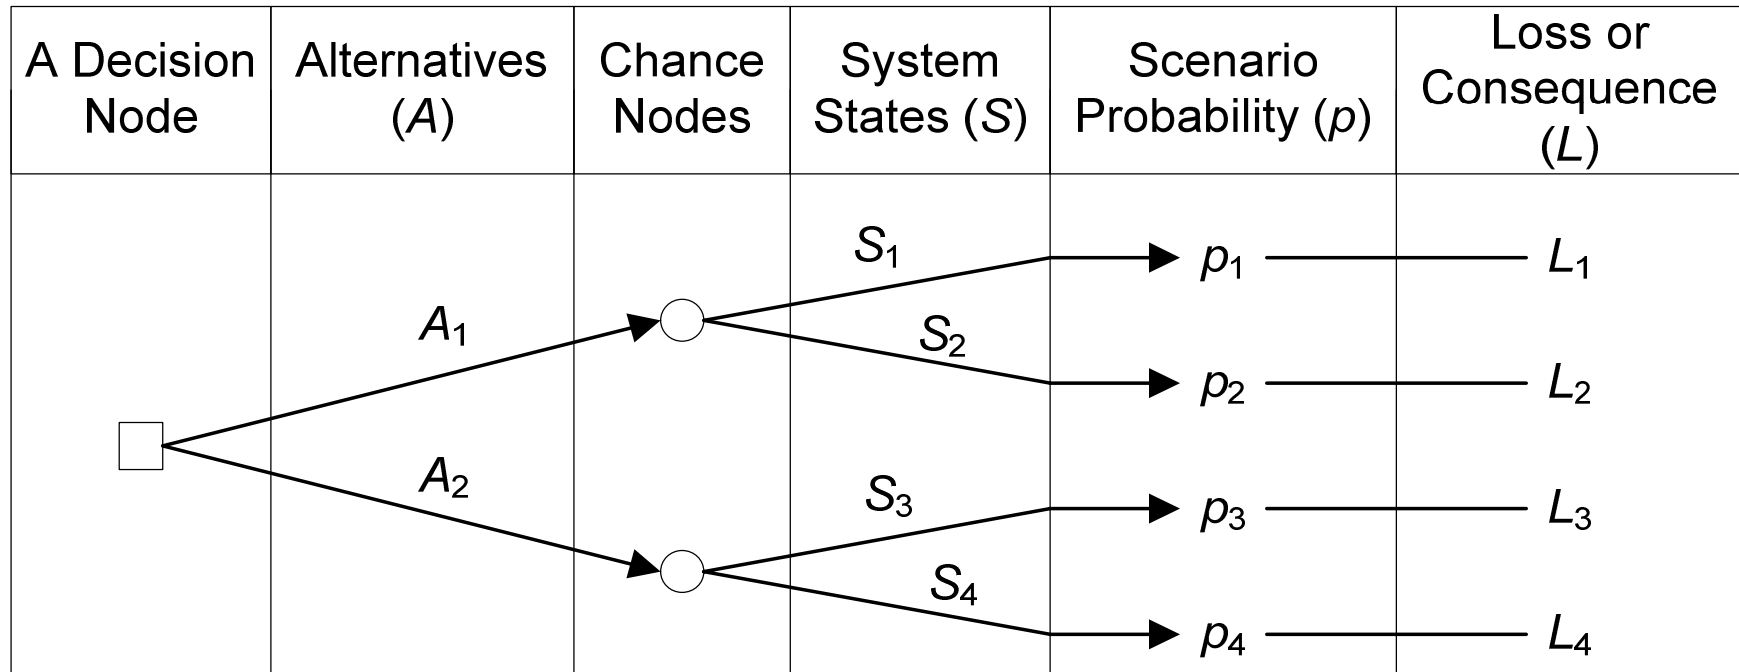 A Decision
Node
Alternatives
(A)
Chance
Nodes
System
States (S)
Scenario
Probability (p)
Loss or
Consequence
(L)
S1
p1
L1
A1
S2
p2
L2
A2
S3
p3
L3
S4
p4
L4